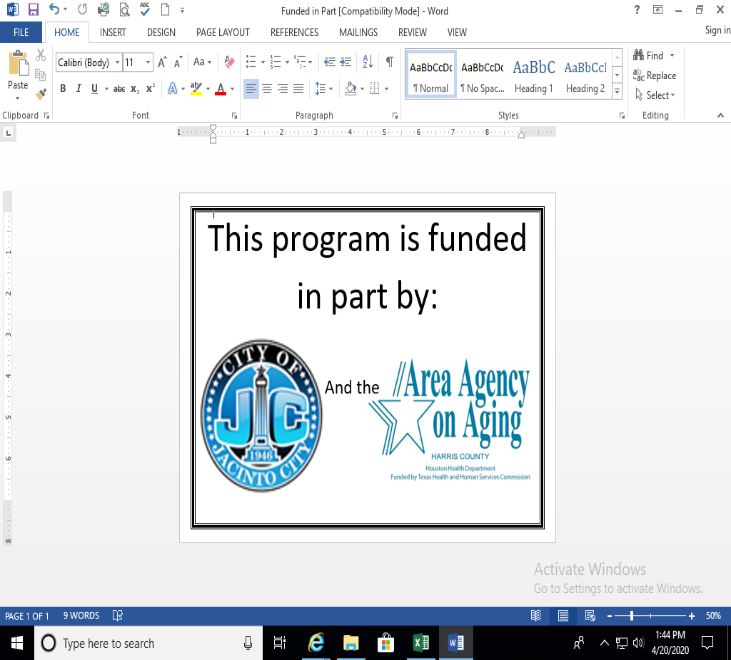 Funded in Part [Compatibility Mode] - Word
FILE HOME INSERT DESIGN PAGE LAYOUT REFERENCES MAILINGS REVIEW VIEW Sign in
Paste
Calibri (Body) 11
AaBbCcDc AaBbCcDc AaBbC AaBbCcl
¶ Normal ¶ No Spac... Heading 1 Heading 2
Find
Replace
Select
Clipboard Font Paragraph Styles Editing
This program is funded
in part by:
CITY OF
JC
1946
JACINTO CITY
And the
Area Agency
on Aging
HARRIS COUNTY
Houston Health Department
Funded by Texas Health and Human Services Commission
Activate Windows
Go to Settings to activate Windows.
PAGE 1 OF 1 9 WORDS 50%
Type here to search
1:44 PM
4/20/2020